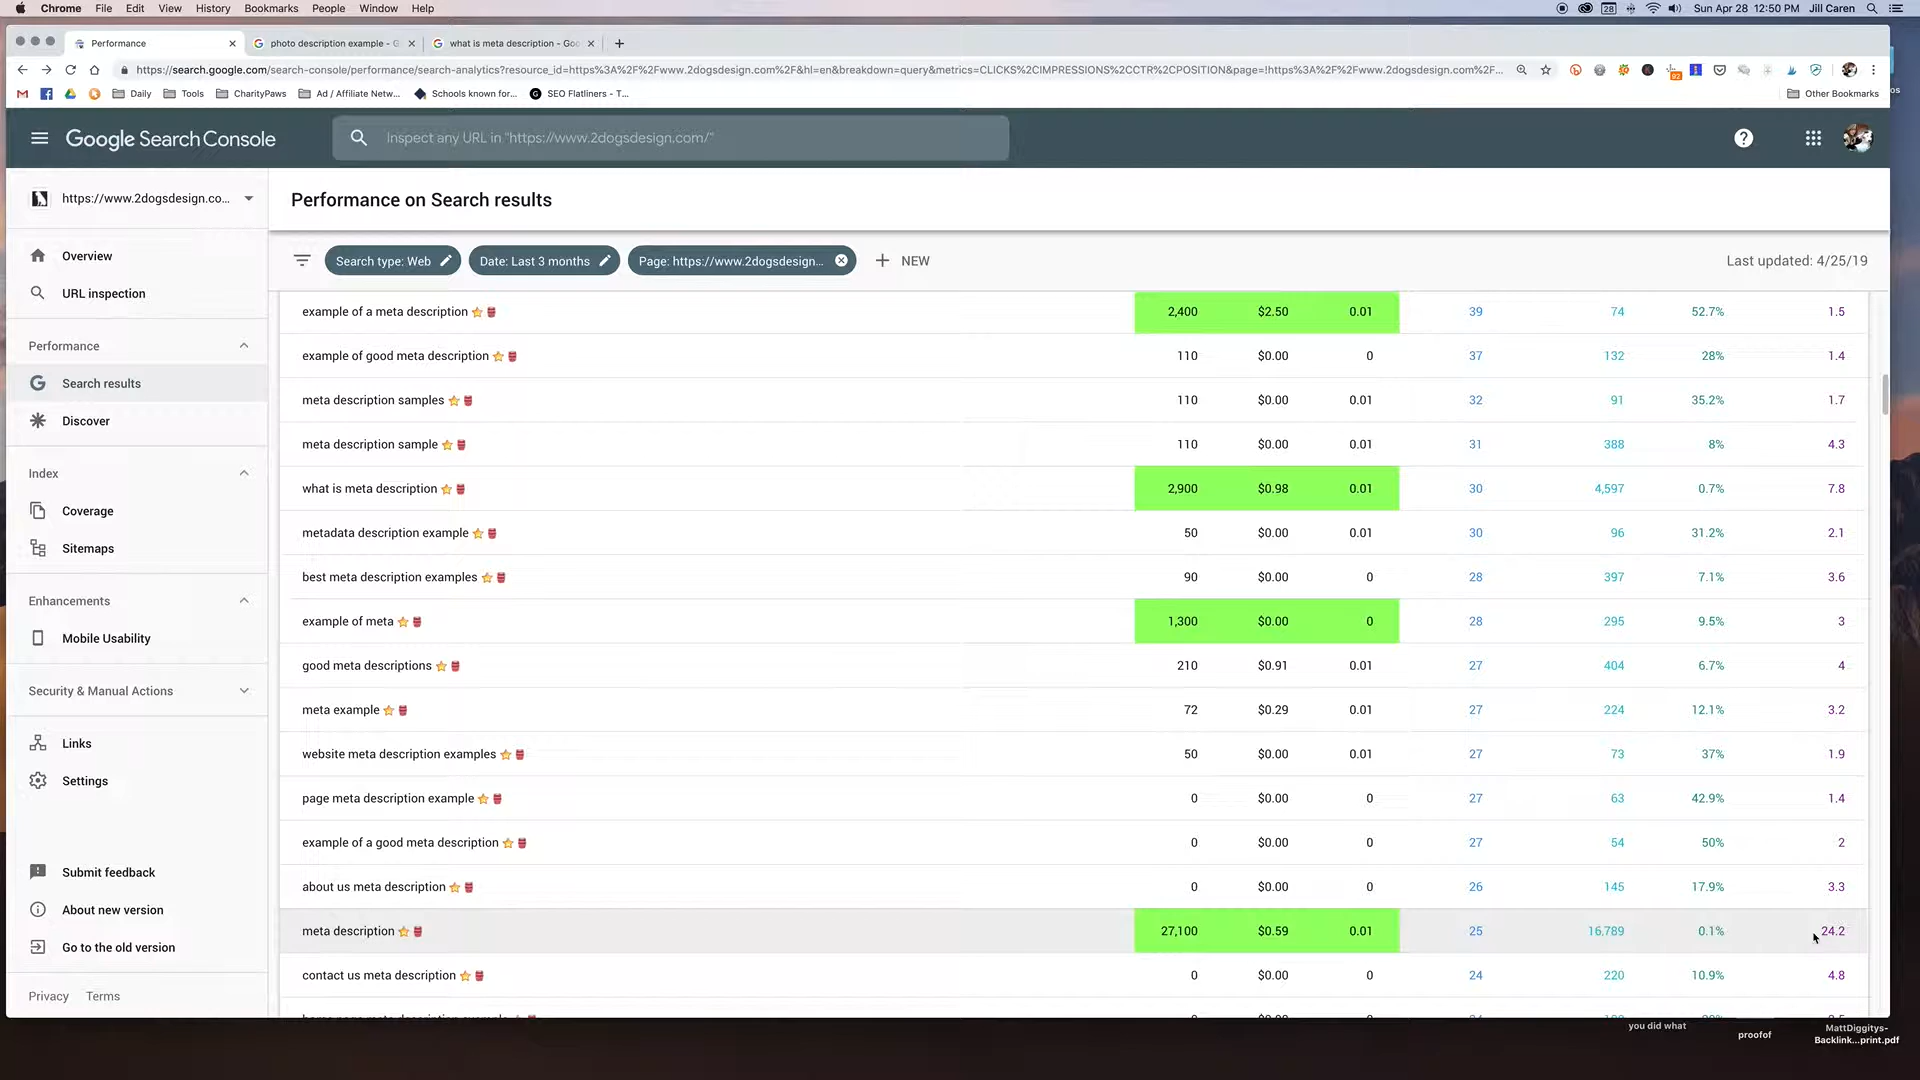 Chrome File Edit View History Bookmarks People Window Help
28 Sun Apr 28 12:50 PM Jill Caren
Performance
photo description example - G
what is meta description - Goo
https://search.google.com/search-console/performance/search-analytics?resource_id=https%3A%2F%2Fwww.2dogsdesign.com%2F&hl=en&breakdown=query&metrics=CLICKS%2CIMPRESSIONS%2CCTR%2CPOSITION&page=!https%3A%2F%2Fwww.2dogsdesign.com%2F...
92
Daily Tools CharityPaws Ad / Affiliate Netw... Schools known for... SEO Flatliners - T... Other Bookmarks
Google Search Console
Inspect any URL in "https://www.2dogsdesign.com/"
https://www.2dogsdesign.co...
Overview
URL inspection
Performance
Search results
Discover
Index
Coverage
Sitemaps
Enhancements
Mobile Usability
Security & Manual Actions
Links
Settings
Submit feedback
About new version
Go to the old version
Privacy Terms
Performance on Search results
Search type: Web Date: Last 3 months Page: https://www.2dogsdesign... NEW Last updated: 4/25/19
example of a meta description 2,400 $2.50 0.01 39 74 52.7% 1.5
example of good meta description 110 $0.00 0 37 132 28% 1.4
meta description samples 110 $0.00 0.01 32 91 35.2% 1.7
meta description sample 110 $0.00 0.01 31 388 8% 4.3
what is meta description 2,900 $0.98 0.01 30 4,597 0.7% 7.8
metadata description example 50 $0.00 0.01 30 96 31.2% 2.1
best meta description examples 90 $0.00 0 28 397 7.1% 3.6
example of meta 1,300 $0.00 0 28 295 9.5% 3
good meta descriptions 210 $0.91 0.01 27 404 6.7% 4
meta example 72 $0.29 0.01 27 224 12.1% 3.2
website meta description examples 50 $0.00 0.01 27 73 37% 1.9
page meta description example 0 $0.00 0 27 63 42.9% 1.4
example of a good meta description 0 $0.00 0 27 54 50% 2
about us meta description 0 $0.00 0 26 145 17.9% 3.3
meta description 27,100 $0.59 0.01 25 16,789 0.1% 24.2
contact us meta description 0 $0.00 0 24 220 10.9% 4.8
you did what
proofof
MattDiggitys-
Backlink...print.pdf